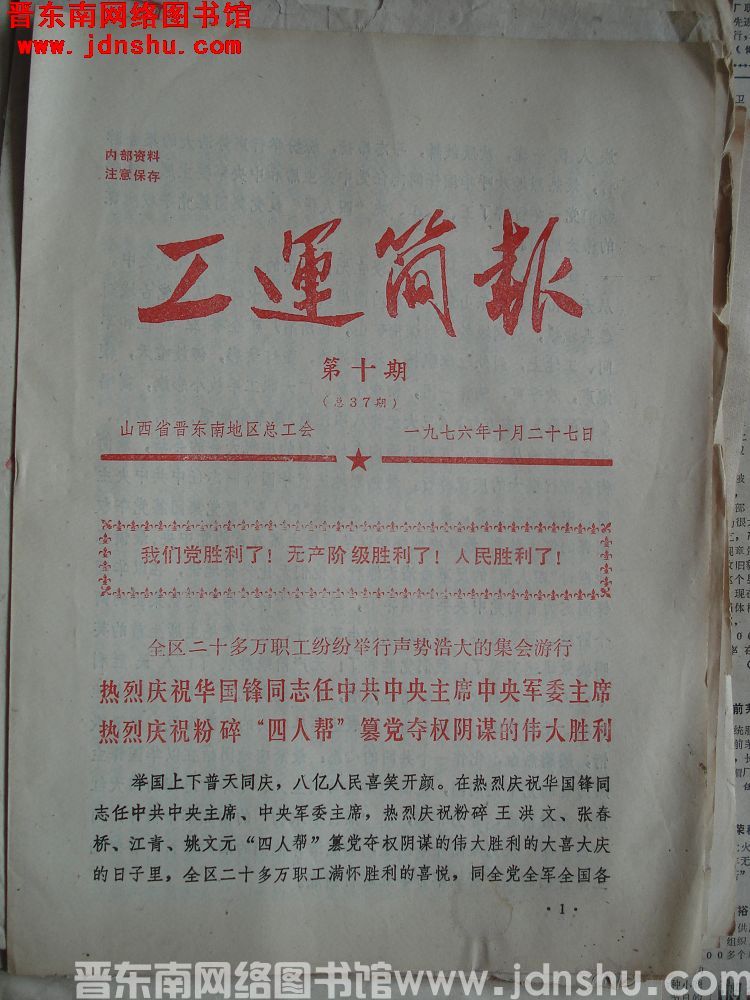 晋东南网络图书馆
www.jdnshu.com
内部资料
注意保存
工運简報
第十期
（总37期）
山西省晋东南地区总工会 一九七六年十月二十七日
我们党胜利了！无产阶级胜利了！人民胜利了！
全区二十多万职工纷纷举行声势浩大的集会游行
热烈庆祝华国锋同志任中共中央主席中央军委主席
热烈庆祝粉碎“四人帮”篡党夺权阴谋的伟大胜利
举国上下普天同庆，八亿人民喜笑开颜。在热烈庆祝华国锋同
志任中共中央主席、中央军委主席，热烈庆祝粉碎王洪文、张春
桥、江青、姚文元“四人帮”篡党夺权阴谋的伟大胜利的大喜大庆
的日子里，全区二十多万职工满怀胜利的喜悦，同全党全军全国各
·1·
晋东南网络图书馆www.jdnshu.com